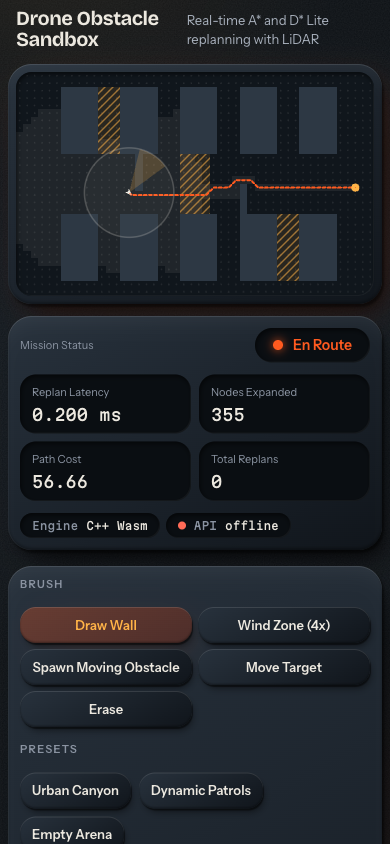 Drone Obstacle
Sandbox
Real-time A* and D* Lite
replanning with LiDAR
Mission Status
En Route
Replan Latency
0.200 ms
Nodes Expanded
355
Path Cost
56.66
Total Replans
0
Engine C++ Wasm
API offline
BRUSH
Draw Wall
Wind Zone (4x)
Spawn Moving Obstacle
Move Target
Erase
PRESETS
Urban Canyon
Dynamic Patrols
Empty Arena